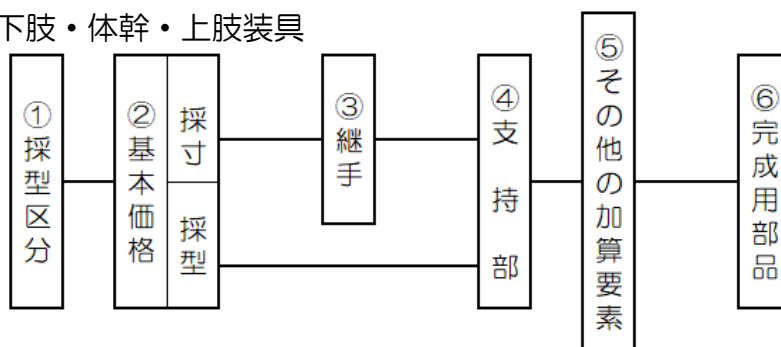 下肢・体幹・上肢装具
①採型区分
②基本価格
採寸
採型
③継手
④支持部
⑤その他の加算要素
⑥完成用部品